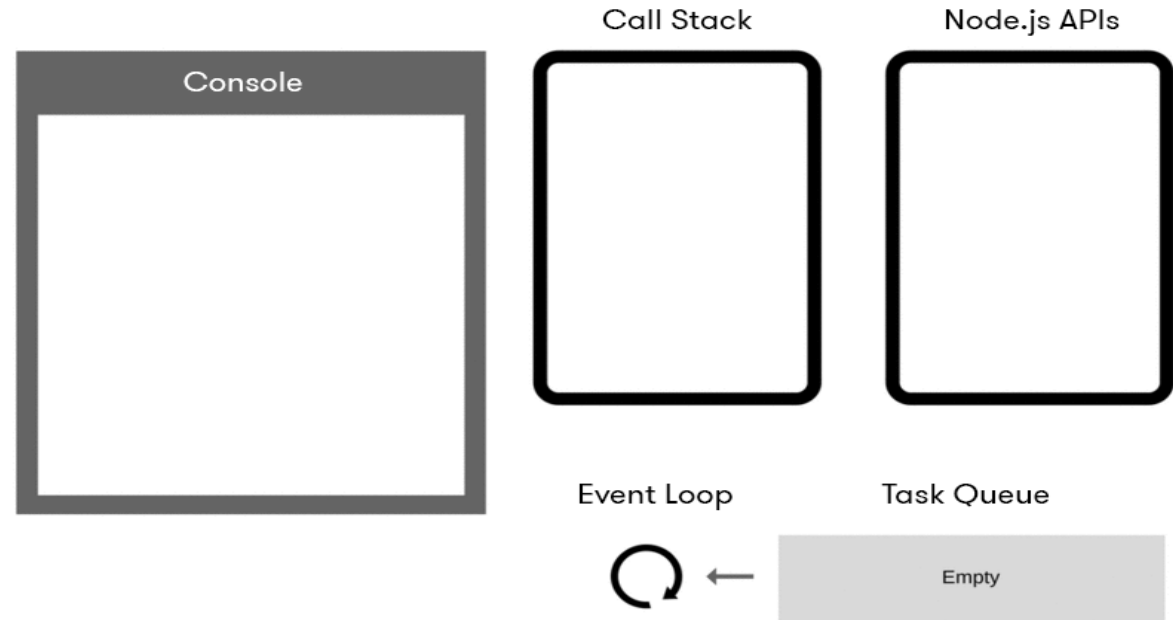 Call Stack
Node.js APIs
Console
Event Loop
Task Queue
Empty